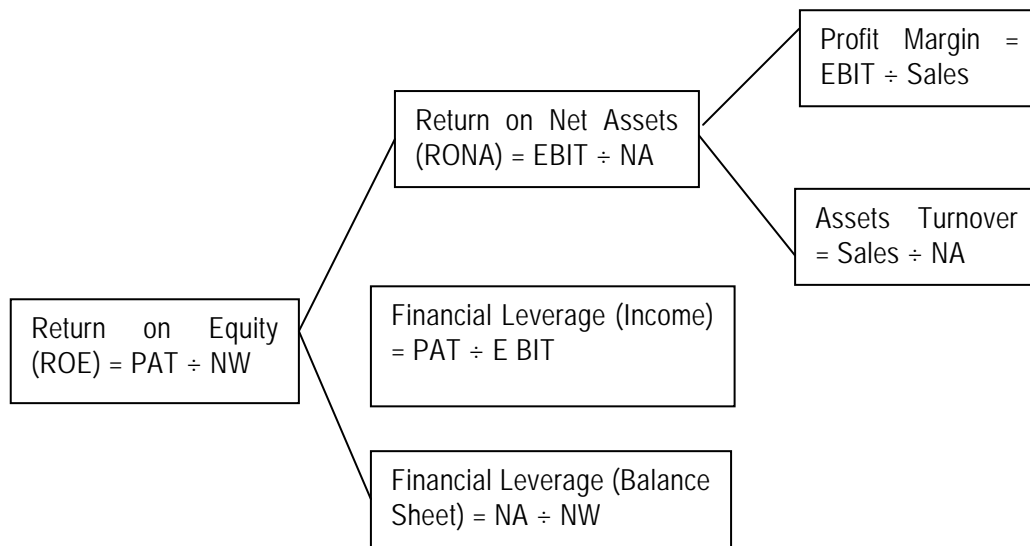 Profit Margin =
EBIT ÷ Sales
Return on Net Assets
(RONA) = EBIT ÷ NA
Assets Turnover
= Sales ÷ NA
Return on Equity
(ROE) = PAT ÷ NW
Financial Leverage (Income)
= PAT ÷ E BIT
Financial Leverage (Balance
Sheet) = NA ÷ NW